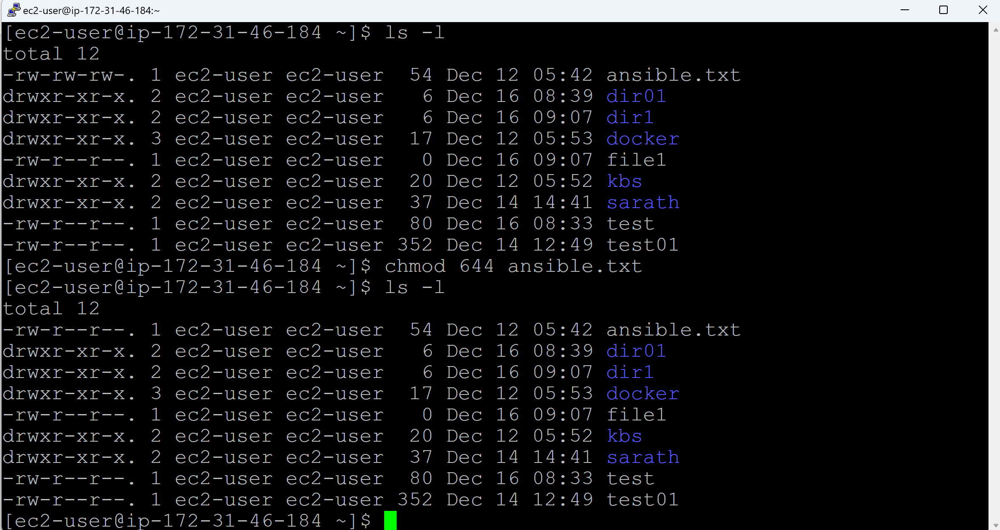 ec2-user@ip-172-31-46-184:~
[ec2-user@ip-172-31-46-184 ~]$ ls -l
total 12
-rw-rw-rw-. 1 ec2-user ec2-user  54 Dec 12 05:42 ansible.txt
drwxr-xr-x. 2 ec2-user ec2-user   6 Dec 16 08:39 dir01
drwxr-xr-x. 2 ec2-user ec2-user   6 Dec 16 09:07 dir1
drwxr-xr-x. 3 ec2-user ec2-user  17 Dec 12 05:53 docker
-rw-r--r--. 1 ec2-user ec2-user   0 Dec 16 09:07 file1
drwxr-xr-x. 2 ec2-user ec2-user  20 Dec 12 05:52 kbs
drwxr-xr-x. 2 ec2-user ec2-user  37 Dec 14 14:41 sarath
-rw-r--r--. 1 ec2-user ec2-user  80 Dec 16 08:33 test
-rw-r--r--. 1 ec2-user ec2-user 352 Dec 14 12:49 test01
[ec2-user@ip-172-31-46-184 ~]$ chmod 644 ansible.txt
[ec2-user@ip-172-31-46-184 ~]$ ls -l
total 12
-rw-r--r--. 1 ec2-user ec2-user  54 Dec 12 05:42 ansible.txt
drwxr-xr-x. 2 ec2-user ec2-user   6 Dec 16 08:39 dir01
drwxr-xr-x. 2 ec2-user ec2-user   6 Dec 16 09:07 dir1
drwxr-xr-x. 3 ec2-user ec2-user  17 Dec 12 05:53 docker
-rw-r--r--. 1 ec2-user ec2-user   0 Dec 16 09:07 file1
drwxr-xr-x. 2 ec2-user ec2-user  20 Dec 12 05:52 kbs
drwxr-xr-x. 2 ec2-user ec2-user  37 Dec 14 14:41 sarath
-rw-r--r--. 1 ec2-user ec2-user  80 Dec 16 08:33 test
-rw-r--r--. 1 ec2-user ec2-user 352 Dec 14 12:49 test01
[ec2-user@ip-172-31-46-184 ~]$